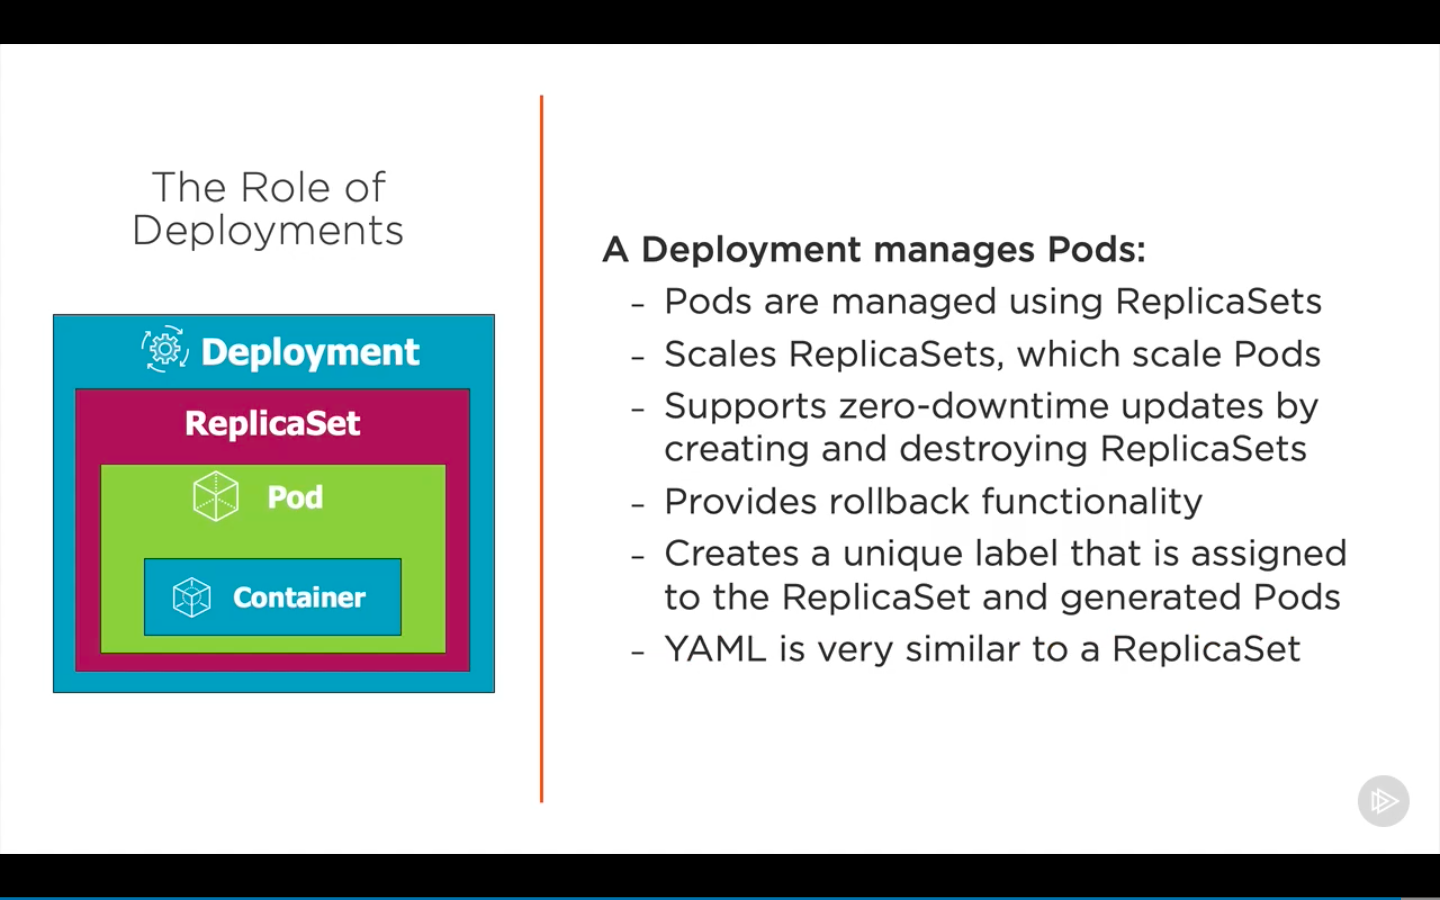 The Role of
Deployments
Deployment
ReplicaSet
Pod
Container
A Deployment manages Pods:
- Pods are managed using ReplicaSets
- Scales ReplicaSets, which scale Pods
- Supports zero-downtime updates by
creating and destroying ReplicaSets
- Provides rollback functionality
- Creates a unique label that is assigned
to the ReplicaSet and generated Pods
- YAML is very similar to a ReplicaSet